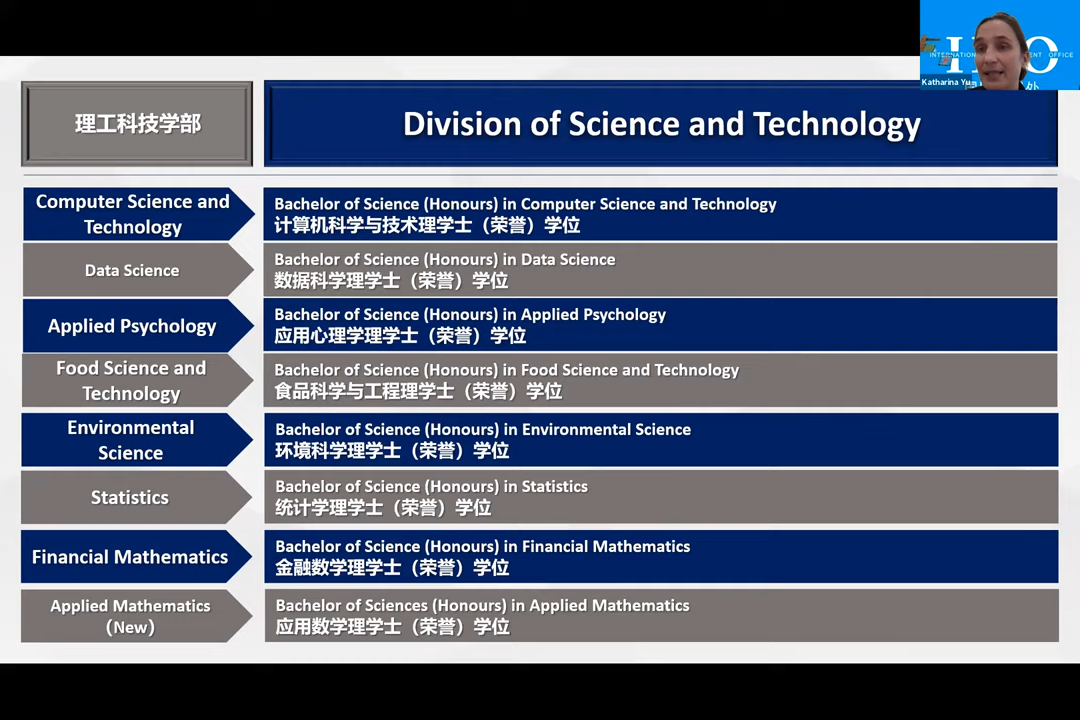 Katharina Yu
理工科技学部
Division of Science and Technology
Computer Science and
Technology
Bachelor of Science (Honours) in Computer Science and Technology
计算机科学与技术理学士（荣誉）学位
Data Science
Bachelor of Science (Honours) in Data Science
数据科学理学士（荣誉）学位
Applied Psychology
Bachelor of Science (Honours) in Applied Psychology
应用心理学理学士（荣誉）学位
Food Science and
Technology
Bachelor of Science (Honours) in Food Science and Technology
食品科学与工程理学士（荣誉）学位
Environmental
Science
Bachelor of Science (Honours) in Environmental Science
环境科学理学士（荣誉）学位
Statistics
Bachelor of Science (Honours) in Statistics
统计学理学士（荣誉）学位
Financial Mathematics
Bachelor of Science (Honours) in Financial Mathematics
金融数学理学士（荣誉）学位
Applied Mathematics
（New）
Bachelor of Sciences (Honours) in Applied Mathematics
应用数学理学士（荣誉）学位